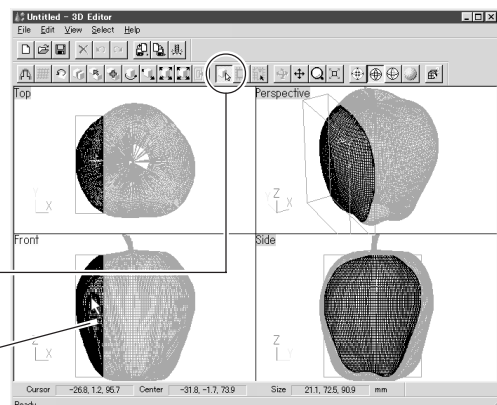 Untitled - 3D Editor
File Edit View Select Help
Top
Perspective
Y
X
Z
X
Front
Side
Z
X
Z
Y
Cursor -26.8, 1.2, 95.7 Center -31.8, -1.7, 73.9 Size 21.1, 72.5, 90.9 mm
Ready